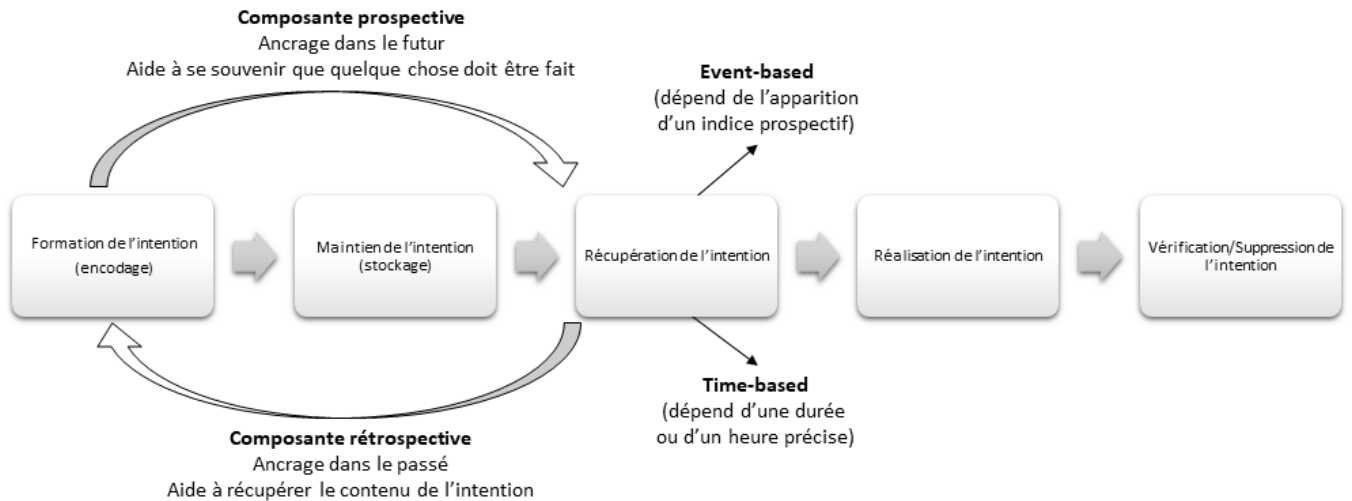 Composante prospective
Ancrage dans le futur
Aide à se souvenir que quelque chose doit être fait
Event-based
(dépend de l'apparition
d'un indice prospectif)
Formation de l'intention
(encodage)
Maintien de l'intention
(stockage)
Récupération de l'intention
Réalisation de l'intention
Vérification/Suppression de
l'intention
Time-based
(dépend d'une durée
ou d'un heure précise)
Composante rétrospective
Ancrage dans le passé
Aide à récupérer le contenu de l'intention